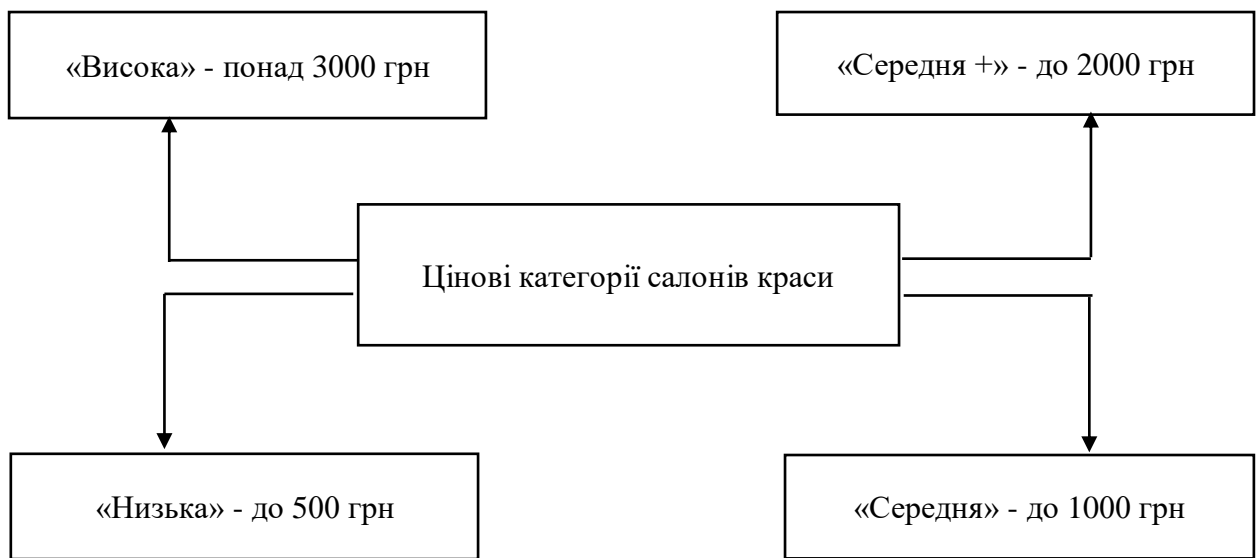 «Висока» - понад 3000 грн
«Середня +» - до 2000 грн
Цінові категорії салонів краси
«Низька» - до 500 грн
«Середня» - до 1000 грн